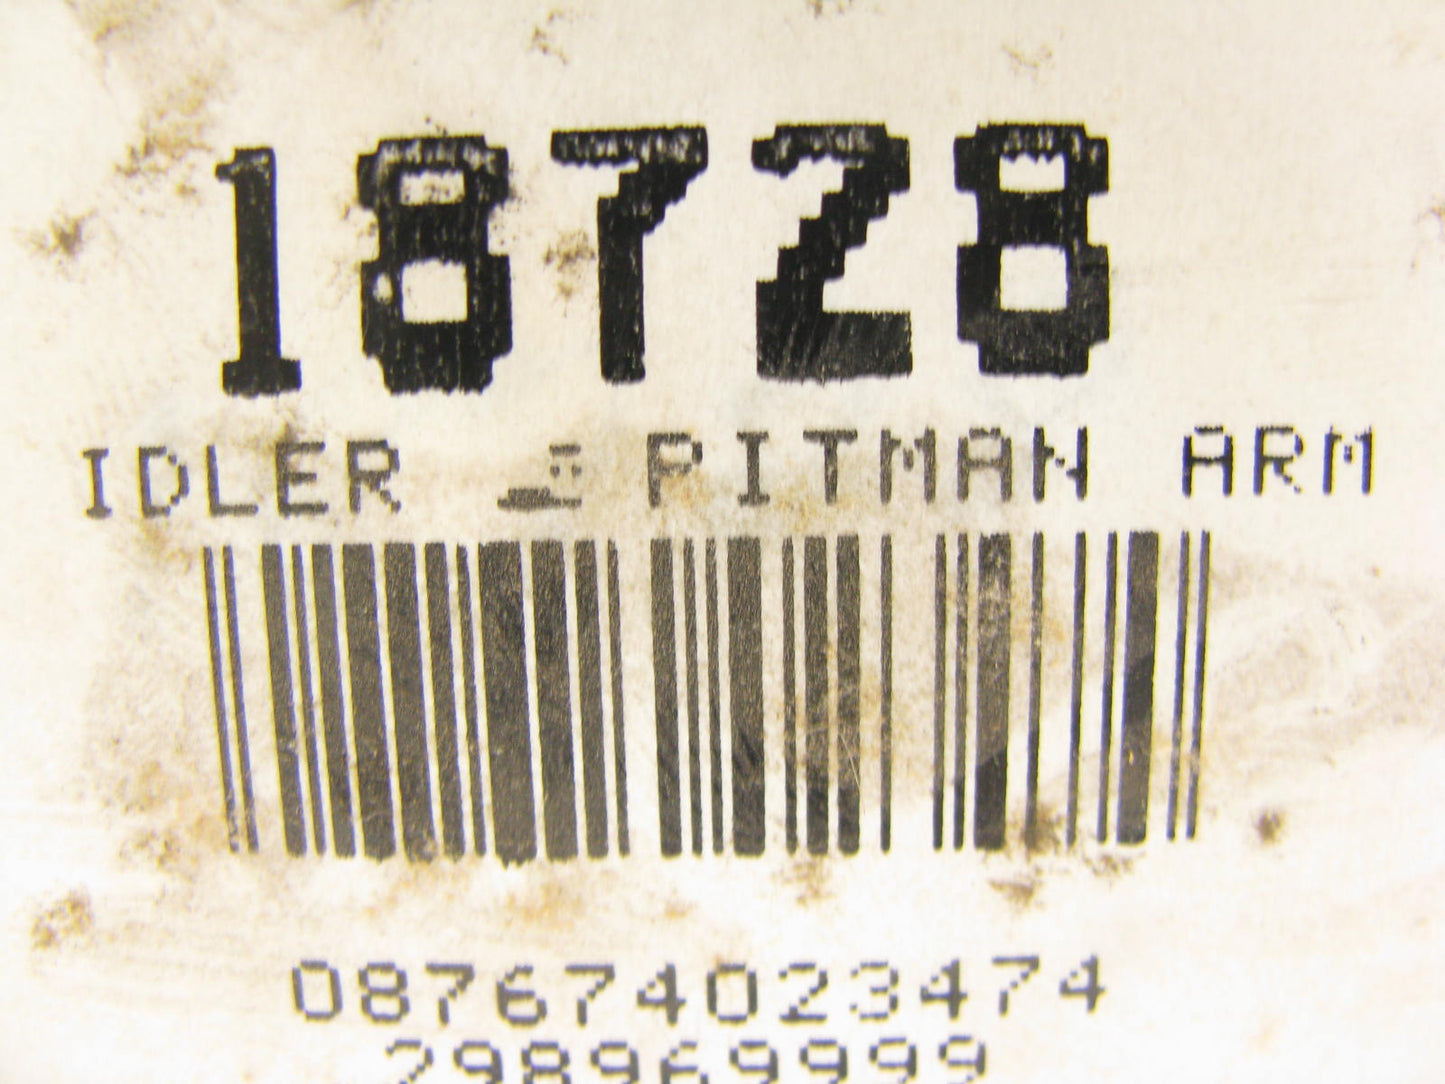 18728
IDLER & PITMAN ARM
087674023474
298969999